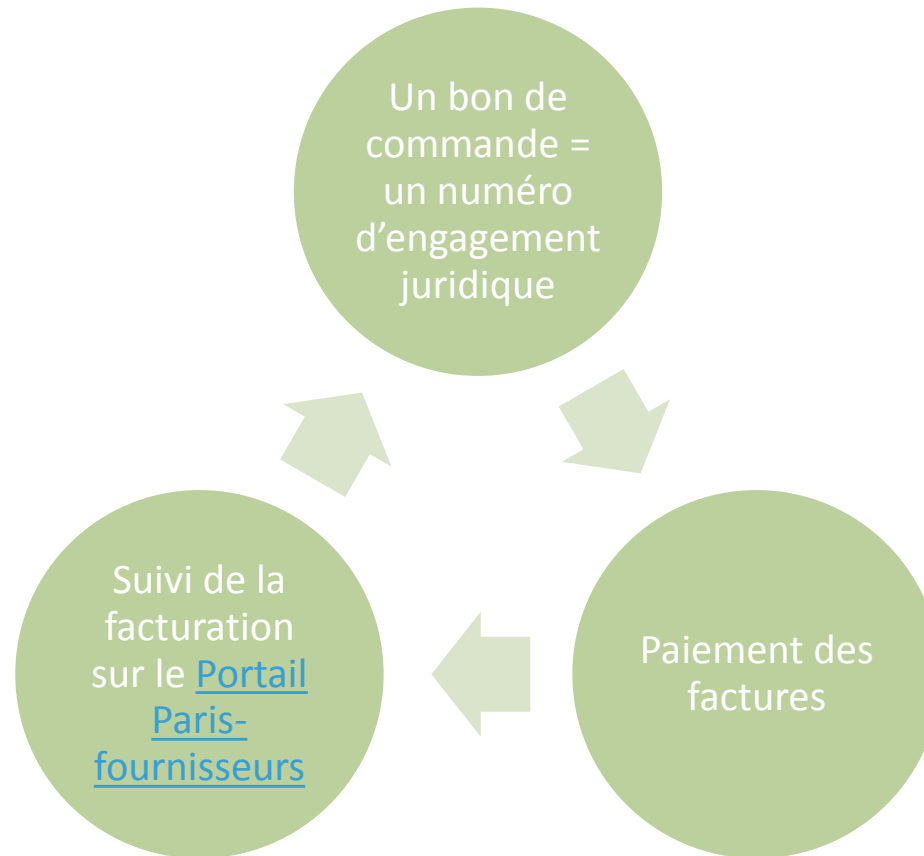 Un bon de
commande =
un numéro
d’engagement
juridique
Paiement des
factures
Suivi de la
facturation
sur le Portail
Paris-
fournisseurs